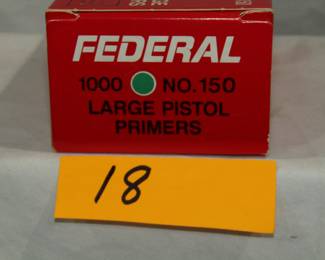 FEDERAL
1000 NO. 150
LARGE PISTOL
PRIMERS
18